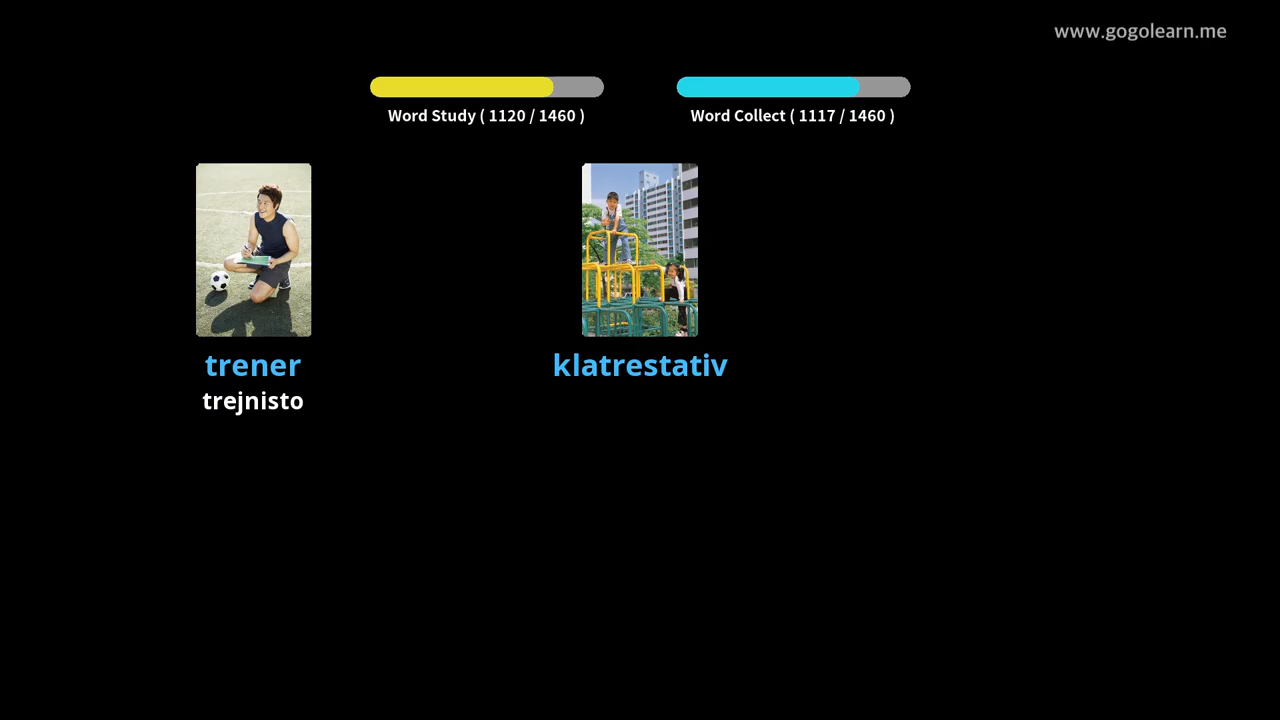 www.gogolearn.me
Word Study ( 1120 / 1460 )
Word Collect ( 1117 / 1460 )
trener
klatrestativ
trejnisto